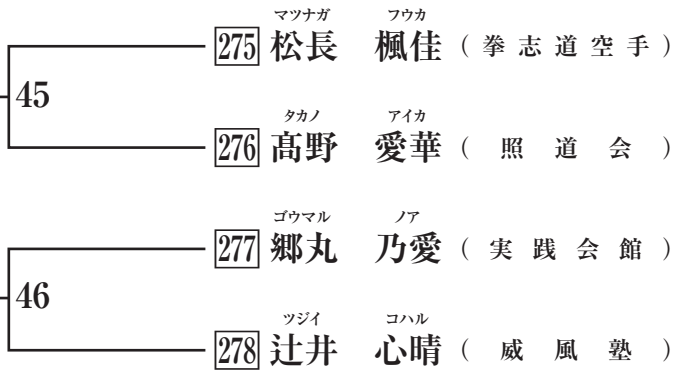 マツナガ フウカ
275 松長 楓佳 (拳志道空手)
45
タカノ アイカ
276 髙野 愛華 (照道会)
ゴウマル ノア
277 郷丸 乃愛 (実践会館)
46
ツジイ コハル
278 辻井 心晴 (威風塾)